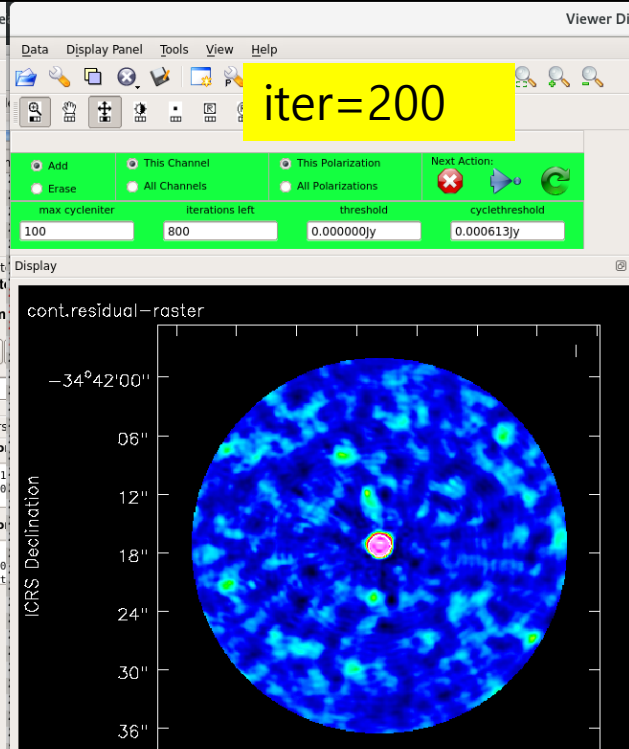 Viewer Di
Data Display Panel Tools View Help
iter=200
Add This Channel This Polarization Next Action:
Erase All Channels All Polarizations
max cycleniter iterations left threshold cyclethreshold
100 800 0.000000Jy 0.000613Jy
Display
cont.residual-raster
-34°42'00"
06"
12"
18"
24"
30"
36"
ICRS Declination